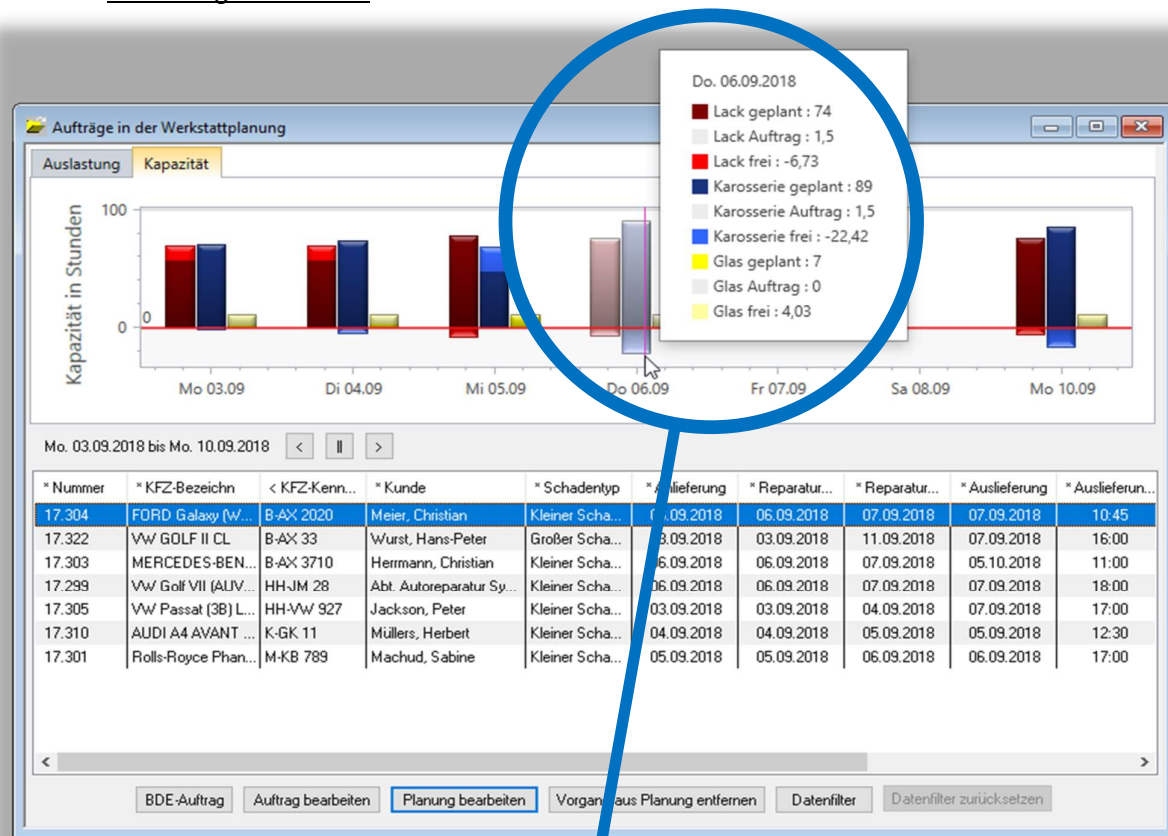 Do. 06.09.2018
Lack geplant : 74
Lack Auftrag : 1,5
Lack frei : -6,73
Karosserie geplant : 89
Karosserie Auftrag : 1,5
Karosserie frei : -22,42
Glas geplant : 7
Glas Auftrag : 0
Glas frei : 4,03
Aufträge in der Werkstattplanung
Auslastung Kapazität
Kapazität in Stunden
100
0
0
Mo 03.09 Di 04.09 Mi 05.09 Do 06.09 Fr 07.09 Sa 08.09 Mo 10.09
Mo. 03.09.2018 bis Mo. 10.09.2018 < || >
* Nummer * KFZ-Bezeichn < KFZ-Kenn... * Kunde * Schadentyp * Reparatur... * Reparatur... * Auslieferung * Auslieferun...
17.304 FORD Galaxy (W... B-AX 2020 Meier, Christian Kleiner Scha... 06.09.2018 07.09.2018 07.09.2018 10:45
17.322 VW GOLF II CL B-AX 33 Wurst, Hans-Peter Großer Scha... 03.09.2018 11.09.2018 07.09.2018 16:00
17.303 MERCEDES-BEN... B-AX 3710 Herrmann, Christian Kleiner Scha... 06.09.2018 06.09.2018 07.09.2018 05.10.2018 11:00
17.299 VW Golf VII (AUV... HH-JM 28 Abt. Autoreparatur Sy... Kleiner Scha... 06.09.2018 06.09.2018 07.09.2018 07.09.2018 18:00
17.305 VW Passat (3B) L... HH-VW 927 Jackson, Peter Kleiner Scha... 03.09.2018 03.09.2018 04.09.2018 07.09.2018 17:00
17.310 AUDI A4 AVANT ... K-GK 11 Müllers, Herbert Kleiner Scha... 04.09.2018 04.09.2018 05.09.2018 05.09.2018 12:30
17.301 Rolls-Royce Phan... M-KB 789 Machud, Sabine Kleiner Scha... 05.09.2018 05.09.2018 06.09.2018 06.09.2018 17:00
BDE-Auftrag Auftrag bearbeiten Planung bearbeiten Vorgang aus Planung entfernen Datenfilter Datenfilter zurücksetzen